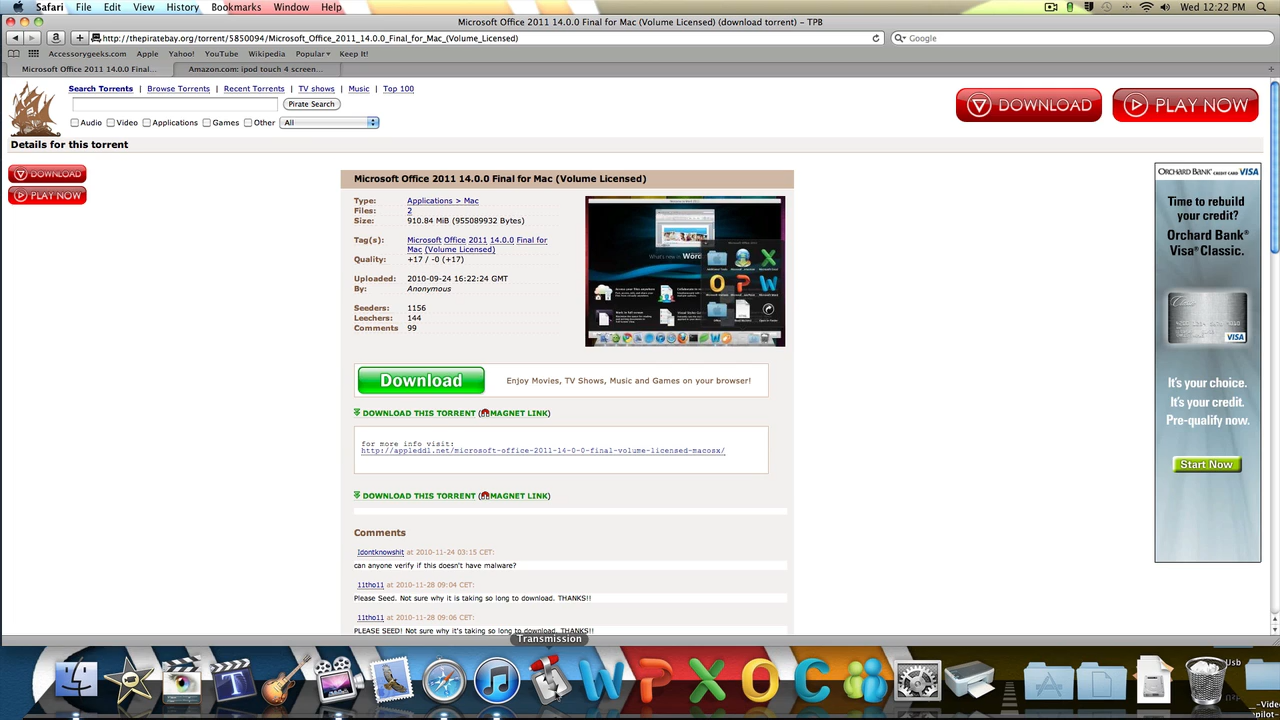 Safari File Edit View History Bookmarks Window Help
Wed 12:22 PM
Microsoft Office 2011 14.0.0 Final for Mac (Volume Licensed) (download torrent) – TPB
http://thepiratebay.org/torrent/5850094/Microsoft_Office_2011_14.0.0_Final_for_Mac_(Volume_Licensed)
Google
Accessorygeeks.com Apple Yahoo! YouTube Wikipedia Popular Keep It!
Microsoft Office 2011 14.0.0 Final...
Amazon.com: ipod touch 4 screen...
Search Torrents | Browse Torrents | Recent Torrents | TV shows | Music | Top 100
Pirate Search
Audio Video Applications Games Other All
DOWNLOAD
PLAY NOW
Details for this torrent
DOWNLOAD
PLAY NOW
Microsoft Office 2011 14.0.0 Final for Mac (Volume Licensed)
Type: Applications > Mac
Files: 2
Size: 910.84 MiB (955089932 Bytes)
Tag(s): Microsoft Office 2011 14.0.0 Final for
Mac (Volume Licensed)
Quality: +17 / -0 (+17)
Uploaded: 2010-09-24 16:22:24 GMT
By: Anonymous
Seeders: 1156
Leechers: 144
Comments 99
What's new in Word
Download
Enjoy Movies, TV Shows, Music and Games on your browser!
DOWNLOAD THIS TORRENT (MAGNET LINK)
for more info visit:
http://appleddl.net/microsoft-office-2011-14-0-0-final-volume-licensed-macosx/
DOWNLOAD THIS TORRENT (MAGNET LINK)
Comments
Idontknowshit at 2010-11-24 03:15 CET:
can anyone verify if this doesn't have malware?
11tho11 at 2010-11-28 09:04 CET:
Please Seed. Not sure why it is taking so long to download. THANKS!!
11tho11 at 2010-11-28 09:06 CET:
PLEASE SEED! Not sure why it's taking so long to download. THANKS!!
ORCHARD BANK CREDIT CARD VISA
Time to rebuild
your credit?
Orchard Bank®
Visa® Classic.
VISA
It's your choice.
It's your credit.
Pre-qualify now.
Start Now
Transmission
Usb